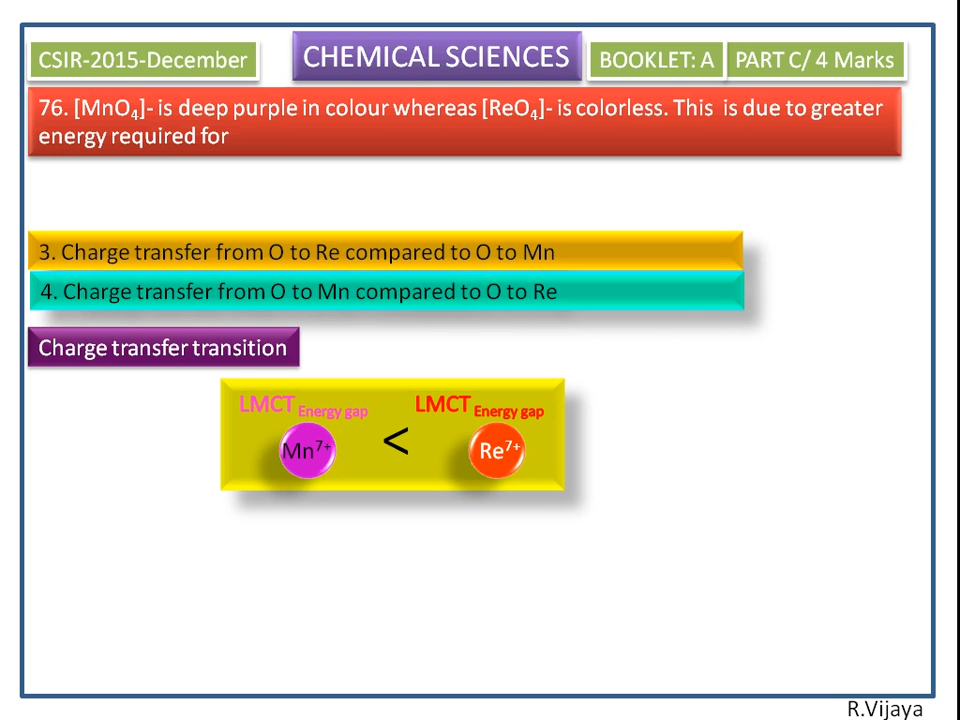 CSIR-2015-December
CHEMICAL SCIENCES
BOOKLET: A
PART C/ 4 Marks
76. [MnO₄]- is deep purple in colour whereas [ReO₄]- is colorless. This is due to greater
energy required for
3. Charge transfer from O to Re compared to O to Mn
4. Charge transfer from O to Mn compared to O to Re
Charge transfer transition
LMCT Energy gap
LMCT Energy gap
Mn⁷⁺
<
Re⁷⁺
R.Vijaya